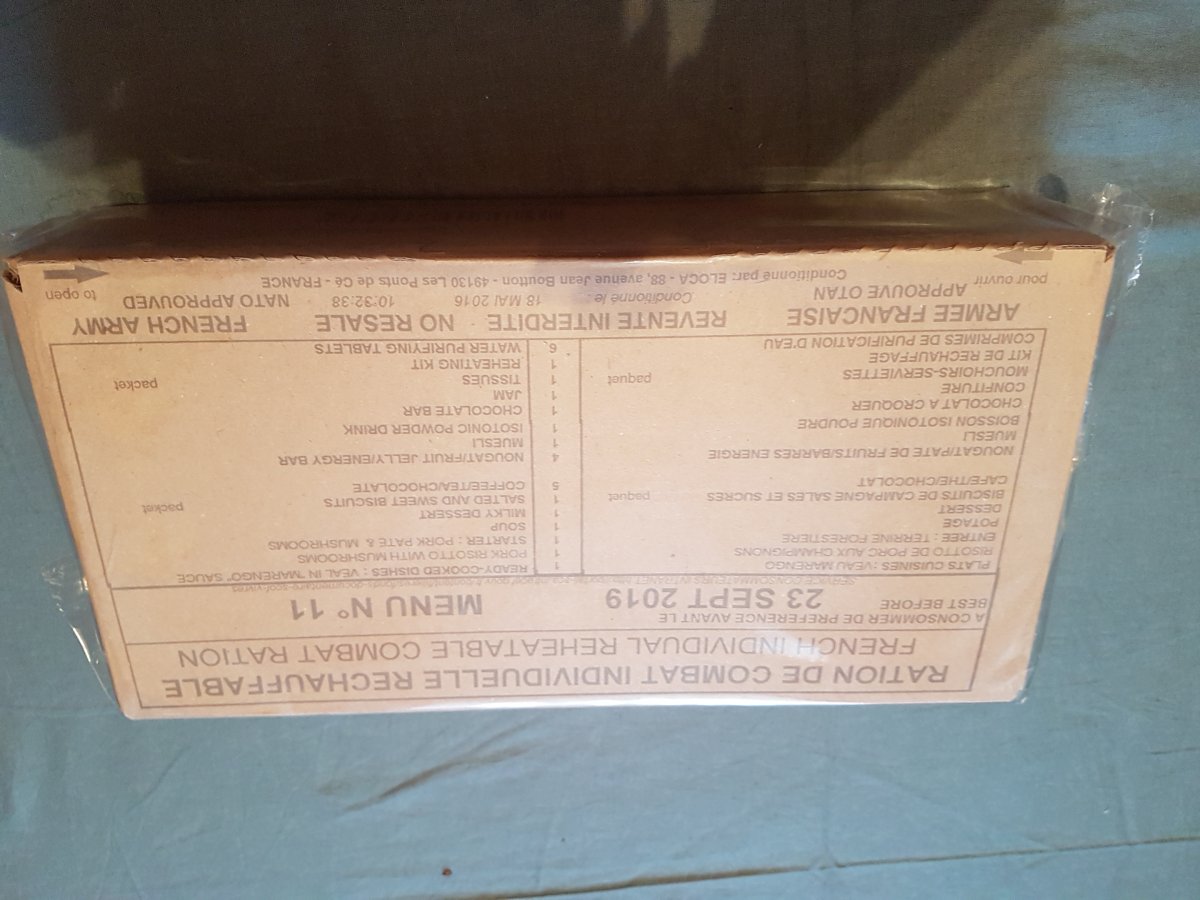 RATION DE COMBAT INDIVIDUELLE RECHAUFFABLE
FRENCH INDIVIDUAL REHEATABLE COMBAT RATION
A CONSOMMER DE PREFERENCE AVANT LE
BEST BEFORE 23 SEPT 2019 MENU N° 11
SERVICE CONSOMMATEURS INTRANET
PLATS CUISINES : VEAU MARENGO 1 READY-COOKED DISHES : VEAL IN "MARENGO" SAUCE
RISOTTO DE PORC AUX CHAMPIGNONS 1 PORK RISOTTO WITH MUSHROOMS
ENTREE : TERRINE FORESTIERE 1 STARTER : PORK PATE & MUSHROOMS
POTAGE 1 SOUP
DESSERT 1 MILKY DESSERT
BISCUITS DE CAMPAGNE SALES ET SUCRES paquet 1 SALTED AND SWEET BISCUITS packet
CAFE/THE/CHOCOLAT 5 COFFEE/TEA/CHOCOLATE
NOUGAT/PATE DE FRUITS/BARRES ENERGIE 4 NOUGAT/FRUIT JELLY/ENERGY BAR
MUESLI 1 MUESLI
BOISSON ISOTONIQUE POUDRE 1 ISOTONIC POWDER DRINK
CHOCOLAT A CROQUER 1 CHOCOLATE BAR
CONFITURE 1 JAM
MOUCHOIRS-SERVIETTES paquet 1 TISSUES packet
KIT DE RECHAUFFAGE 1 REHEATING KIT
COMPRIMES DE PURIFICATION D'EAU 6 WATER PURIFYING TABLETS
ARMEE FRANCAISE REVENTE INTERDITE - NO RESALE FRENCH ARMY
APPROUVE OTAN Conditionné le : 18 MAI 2016 10:32:38 NATO APPROUVED
pour ouvrir Conditionné par: ELOCA - 88, avenue Jean Boutton - 49130 Les Ponts de Cé - FRANCE to open